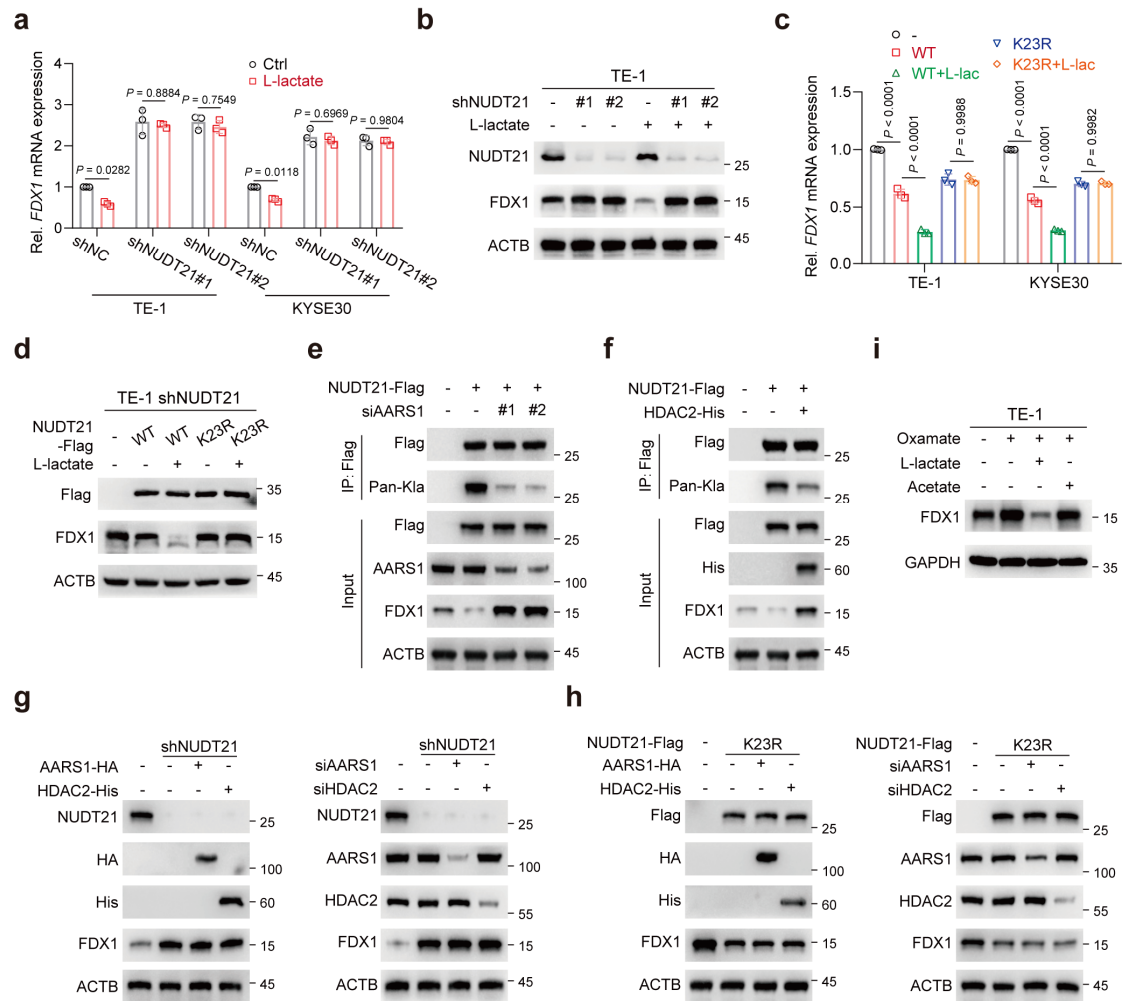 a
Rel. FDX1 mRNA expression
4
3
2
1
0
Ctrl
L-lactate
P = 0.0282
P = 0.8884
P = 0.7549
P = 0.0118
P = 0.6969
P = 0.9804
shNC
shNUDT21#1
shNUDT21#2
shNC
shNUDT21#1
shNUDT21#2
TE-1
KYSE30
b
TE-1
shNUDT21 - #1 #2 - #1 #2
L-lactate - - - + + +
NUDT21 25
FDX1 15
ACTB 45
c
-
WT
WT+L-lac
K23R
K23R+L-lac
Rel. FDX1 mRNA expression
1.5
1.0
0.5
0.0
P < 0.0001
P < 0.0001
P = 0.9988
P < 0.0001
P < 0.0001
P = 0.9982
TE-1
KYSE30
d
TE-1 shNUDT21
NUDT21
-Flag - WT WT K23R K23R
L-lactate - - + - +
Flag 35
FDX1 15
ACTB 45
e
NUDT21-Flag - + + +
siAARS1 - - #1 #2
IP: Flag
Flag 25
Pan-Kla 25
Input
Flag 25
AARS1 100
FDX1 15
ACTB 45
f
NUDT21-Flag - + +
HDAC2-His - - +
IP: Flag
Flag 25
Pan-Kla 25
Input
Flag 25
His 60
FDX1 15
ACTB 45
i
TE-1
Oxamate - + + +
L-lactate - - + -
Acetate - - - +
FDX1 15
GAPDH 35
g
shNUDT21
AARS1-HA - - + -
HDAC2-His - - - +
NUDT21 25
HA 100
His 60
FDX1 15
ACTB 45
shNUDT21
siAARS1 - - + -
siHDAC2 - - - +
NUDT21 25
AARS1 100
HDAC2 55
FDX1 15
ACTB 45
h
NUDT21-Flag - K23R
AARS1-HA - - + -
HDAC2-His - - - +
Flag 25
HA 100
His 60
FDX1 15
ACTB 45
NUDT21-Flag - K23R
siAARS1 - - + -
siHDAC2 - - - +
Flag 25
AARS1 100
HDAC2 55
FDX1 15
ACTB 45